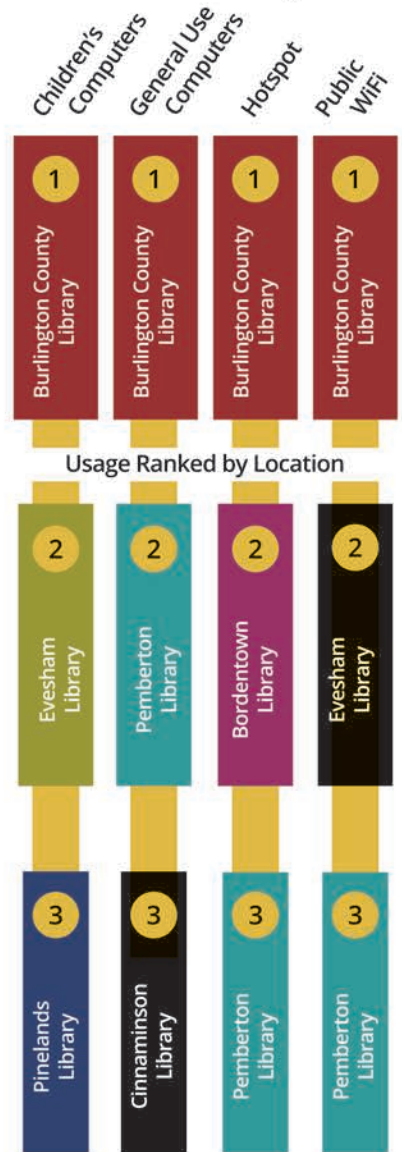 Children's
Computers
General Use
Computers
Hotspot
Public
WiFi
1
Burlington County
Library
1
Burlington County
Library
1
Burlington County
Library
1
Burlington County
Library
Usage Ranked by Location
2
Evesham
Library
2
Pemberton
Library
2
Bordentown
Library
2
Evesham
Library
3
Pinelands
Library
3
Cinnaminson
Library
3
Pemberton
Library
3
Pemberton
Library